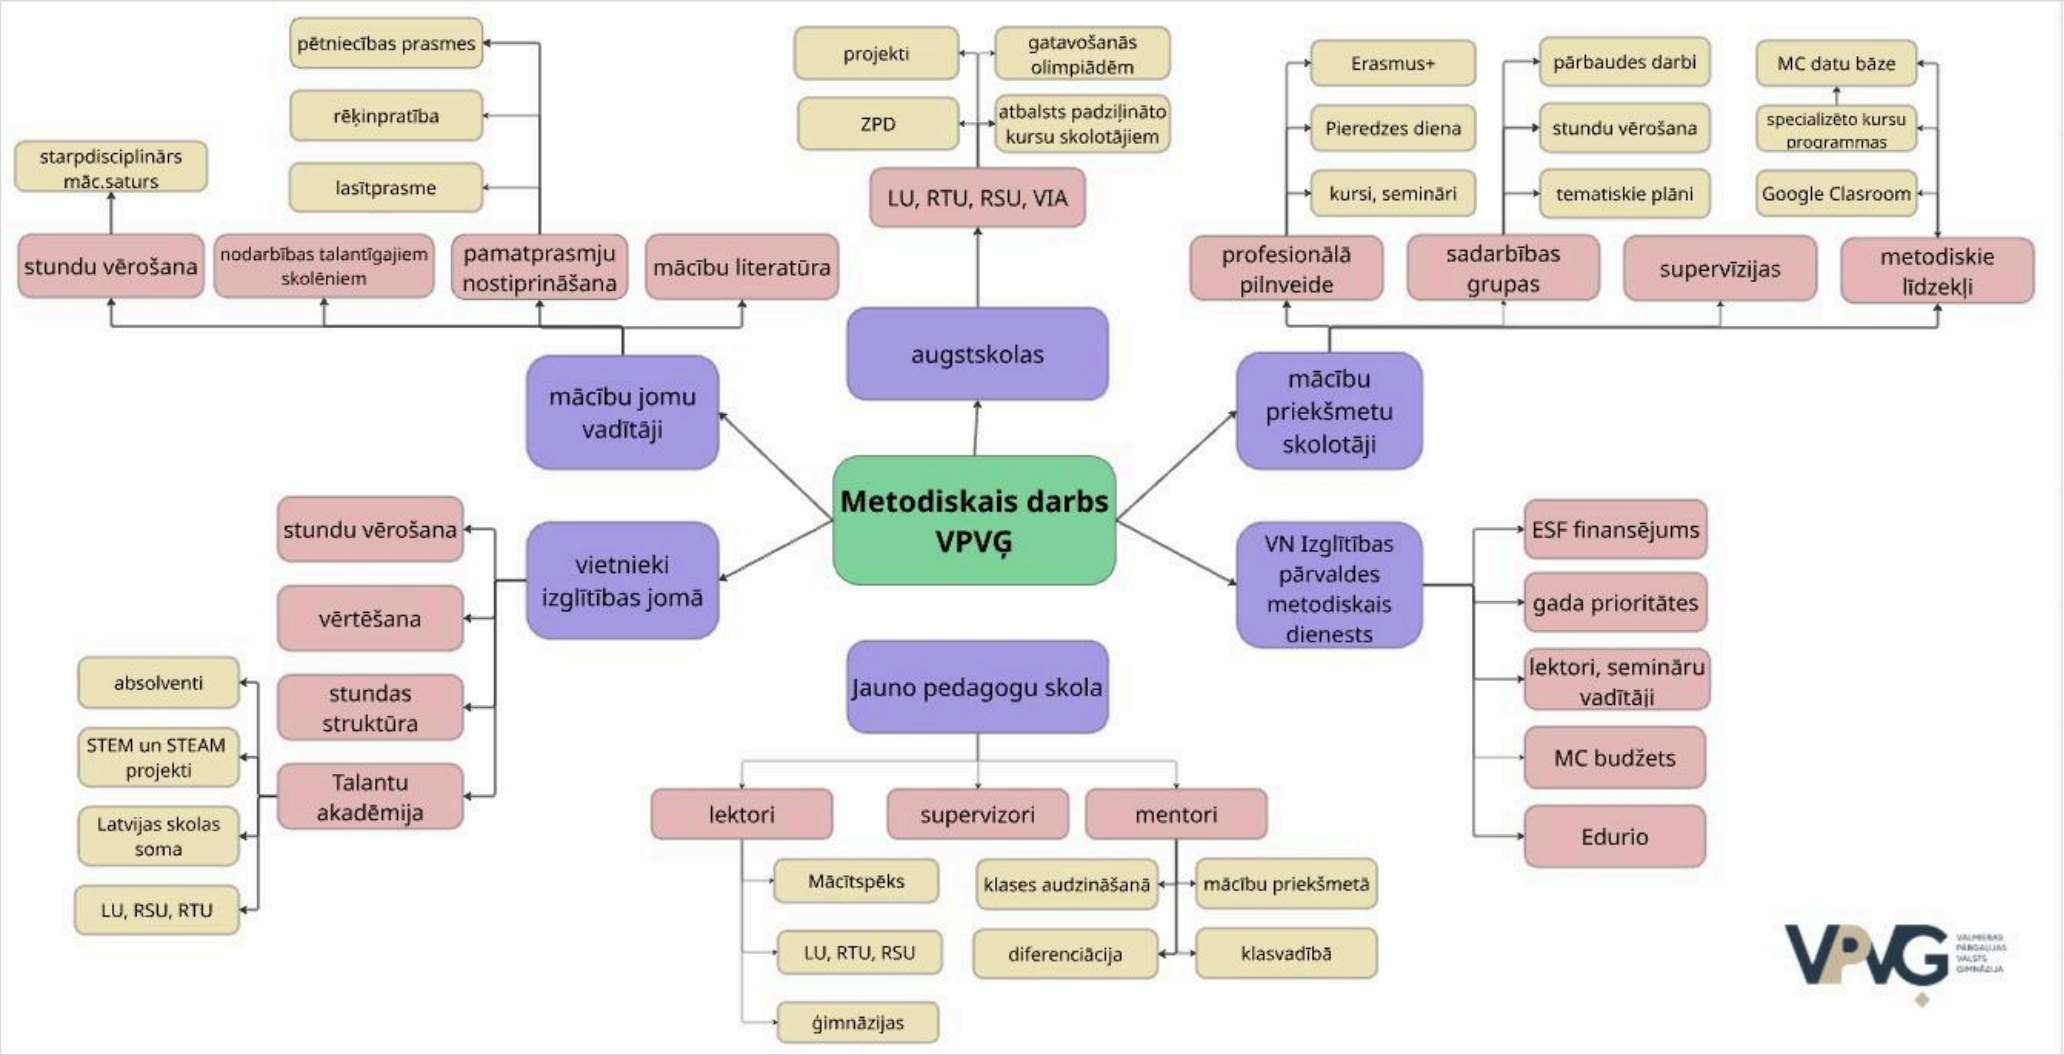 pētniecības prasmes
rēķinpratība
lasītprasme
starpdisciplinārs
māc.saturs
stundu vērošana
nodarbības talantīgajiem
skolēniem
pamatprasmju
nostiprināšana
mācību literatūra
mācību jomu
vadītāji
projekti
gatavošanās
olimpiādēm
ZPD
atbalsts padziļināto
kursu skolotājiem
LU, RTU, RSU, VIA
augstskolas
Erasmus+
Pieredzes diena
kursi, semināri
pārbaudes darbi
stundu vērošana
tematiskie plāni
MC datu bāze
specializēto kursu
programmas
Google Clasroom
profesionālā
pilnveide
sadarbības
grupas
supervīzijas
metodiskie
līdzekļi
mācību
priekšmetu
skolotāji
Metodiskais darbs
VPVĢ
stundu vērošana
vērtēšana
stundas
struktūra
Talantu
akadēmija
vietnieki
izglītības jomā
absolventi
STEM un STEAM
projekti
Latvijas skolas
soma
LU, RSU, RTU
VN Izglītības
pārvaldes
metodiskais
dienests
ESF finansējums
gada prioritātes
lektori, semināru
vadītāji
MC budžets
Edurio
Jauno pedagogu skola
lektori
supervizori
mentori
Mācītspēks
LU, RTU, RSU
ģimnāzijas
klases audzināšanā
mācību priekšmetā
diferenciācija
klasvadībā
VPVĢ
VALMIERAS
PĀRGAUJAS
VALSTS
ĢIMNĀZIJA